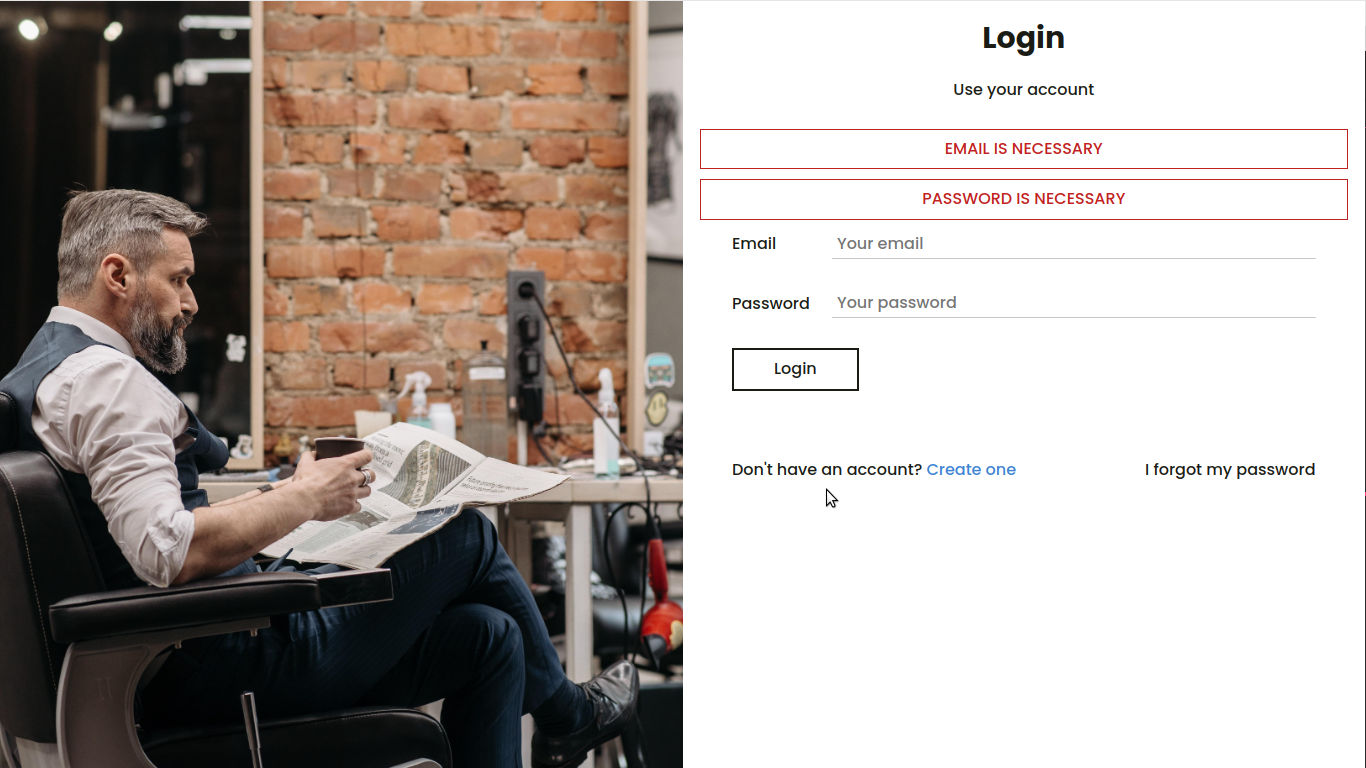 Login
Use your account
EMAIL IS NECESSARY
PASSWORD IS NECESSARY
Email Your email
Password Your password
Login
Don't have an account? Create one I forgot my password